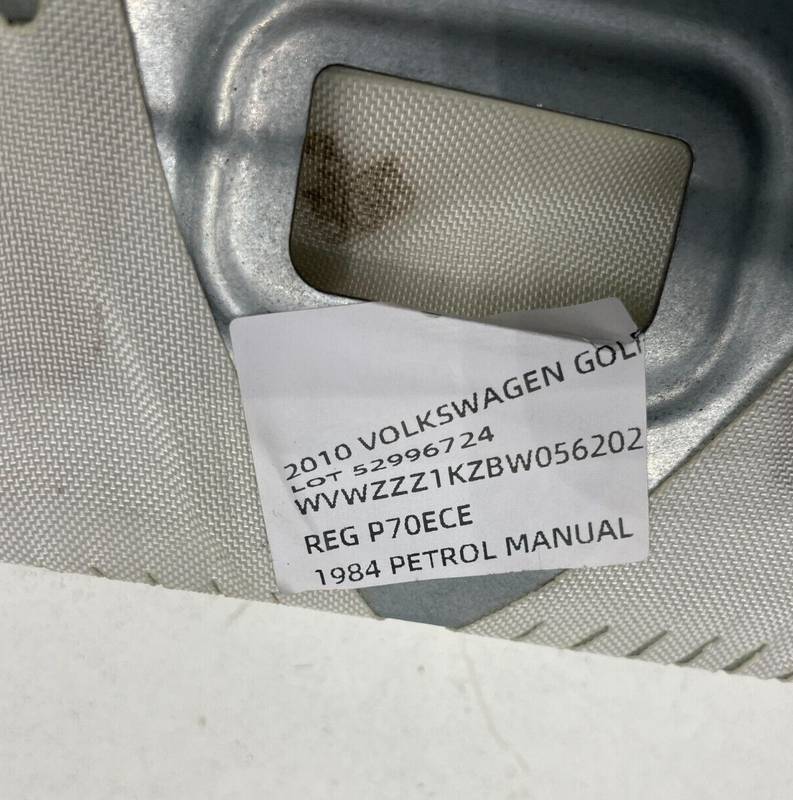 2010 VOLKSWAGEN GOLF
LOT 52996724
WVWZZZ1KZBW056202
REG P70ECE
1984 PETROL MANUAL